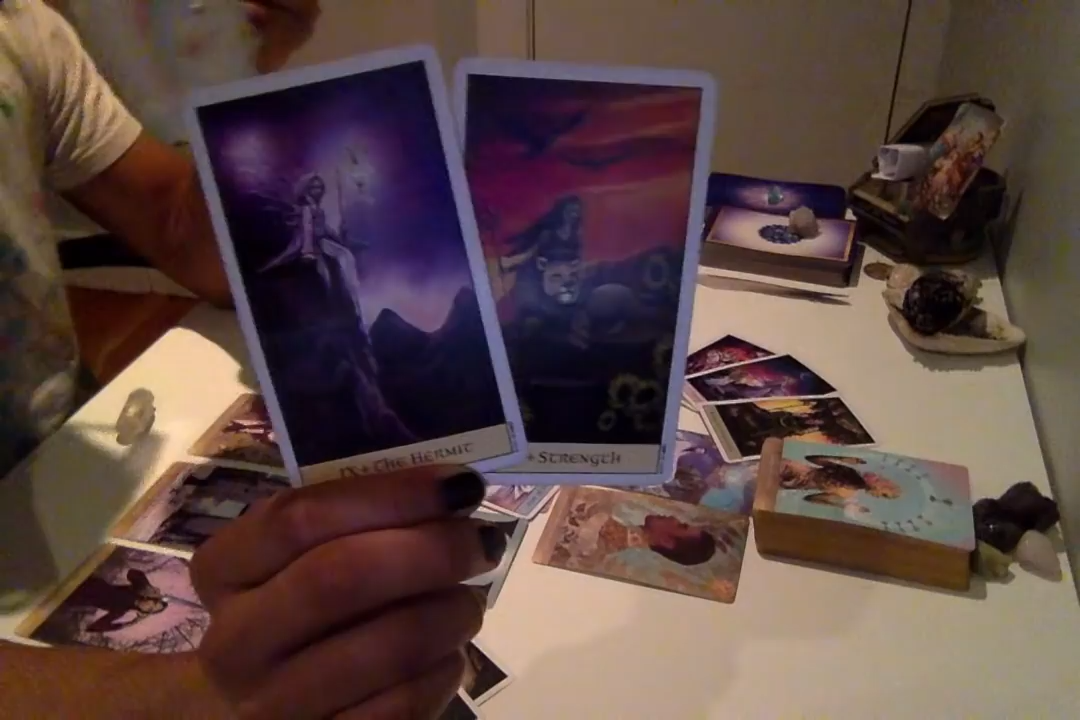 IX + THE HERMIT
+ STRENGTH